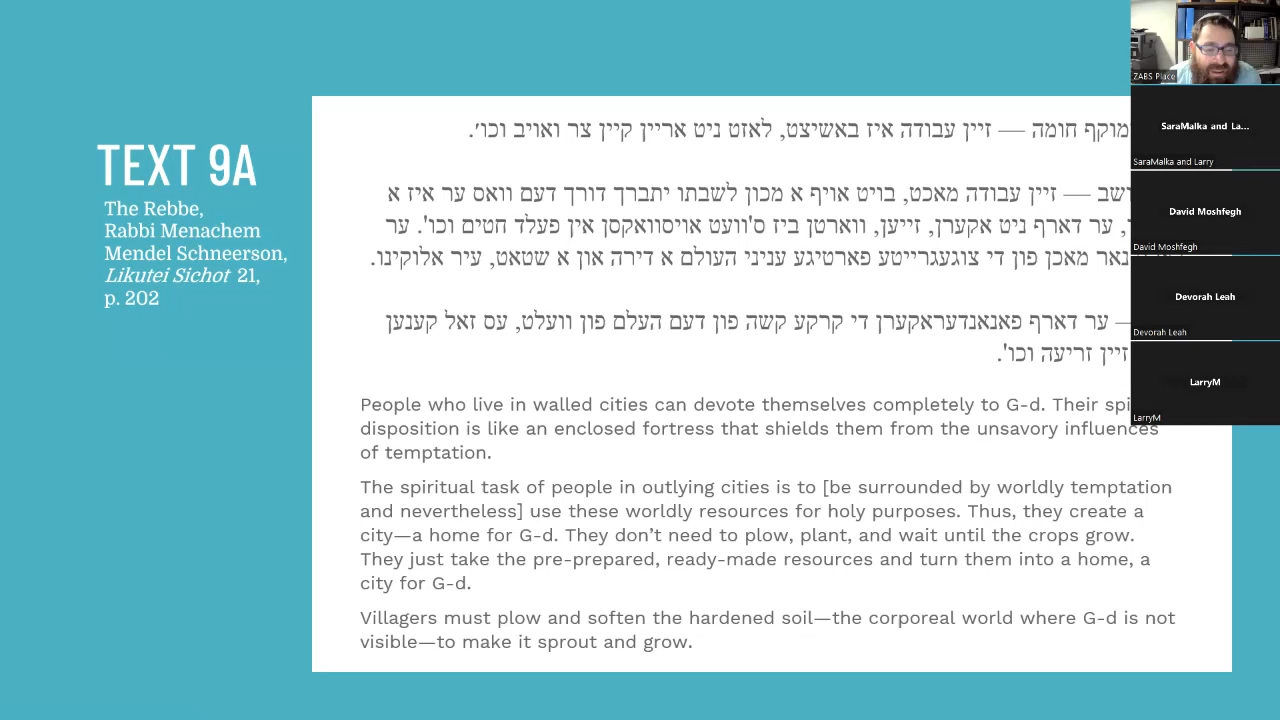 TEXT 9A
The Rebbe,
Rabbi Menachem
Mendel Schneerson,
Likutei Sichot 21,
p. 202
מוקף חומה — זיין עבודה איז באשיצט, לאזט ניט אריין קיין צר ואויב וכו׳.
— זיין עבודה מאכט, בויט אויף א מכון לשבתו יתברך דורך דעם וואס ער איז א
ער דארף ניט אקערן, זייען, ווארטן ביז ס'וועט אויסוואקסן אין פעלד חטים וכו'. ער
מאכן פון די צוגעגרייטע פארטיגע עניני העולם א דירה און א שטאט, עיר אלוקינו.
— ער דארף פאנאנדעראקערן די קרקע קשה פון דעם העלם פון וועלט, עס זאל קענען
זיין זריעה וכו'.
People who live in walled cities can devote themselves completely to G-d. Their
disposition is like an enclosed fortress that shields them from the unsavory influences
of temptation.
The spiritual task of people in outlying cities is to [be surrounded by worldly temptation
and nevertheless] use these worldly resources for holy purposes. Thus, they create a
city—a home for G-d. They don’t need to plow, plant, and wait until the crops grow.
They just take the pre-prepared, ready-made resources and turn them into a home, a
city for G-d.
Villagers must plow and soften the hardened soil—the corporeal world where G-d is not
visible—to make it sprout and grow.
ZABS Place
SaraMalka and La...
SaraMalka and Larry
David Moshfegh
David Moshfegh
Devorah Leah
Devorah Leah
LarryM
LarryM